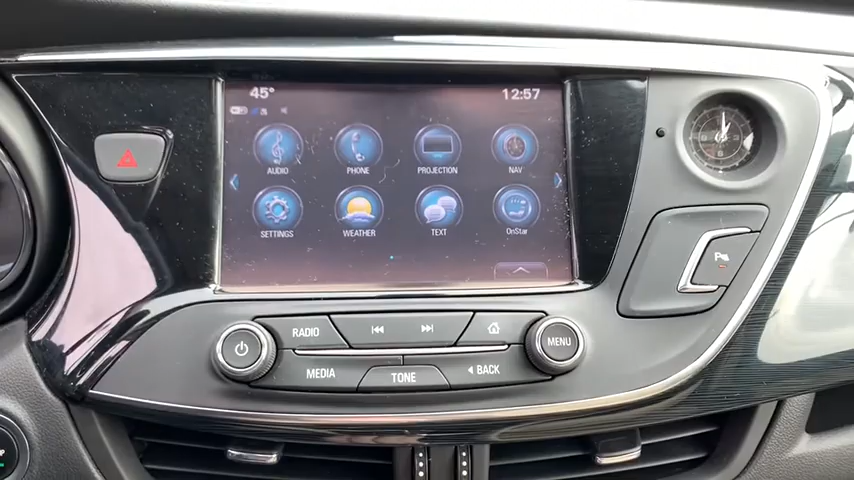 45° 12:57
AUDIO PHONE PROJECTION NAV
SETTINGS WEATHER TEXT OnStar
RADIO
MENU
MEDIA TONE BACK